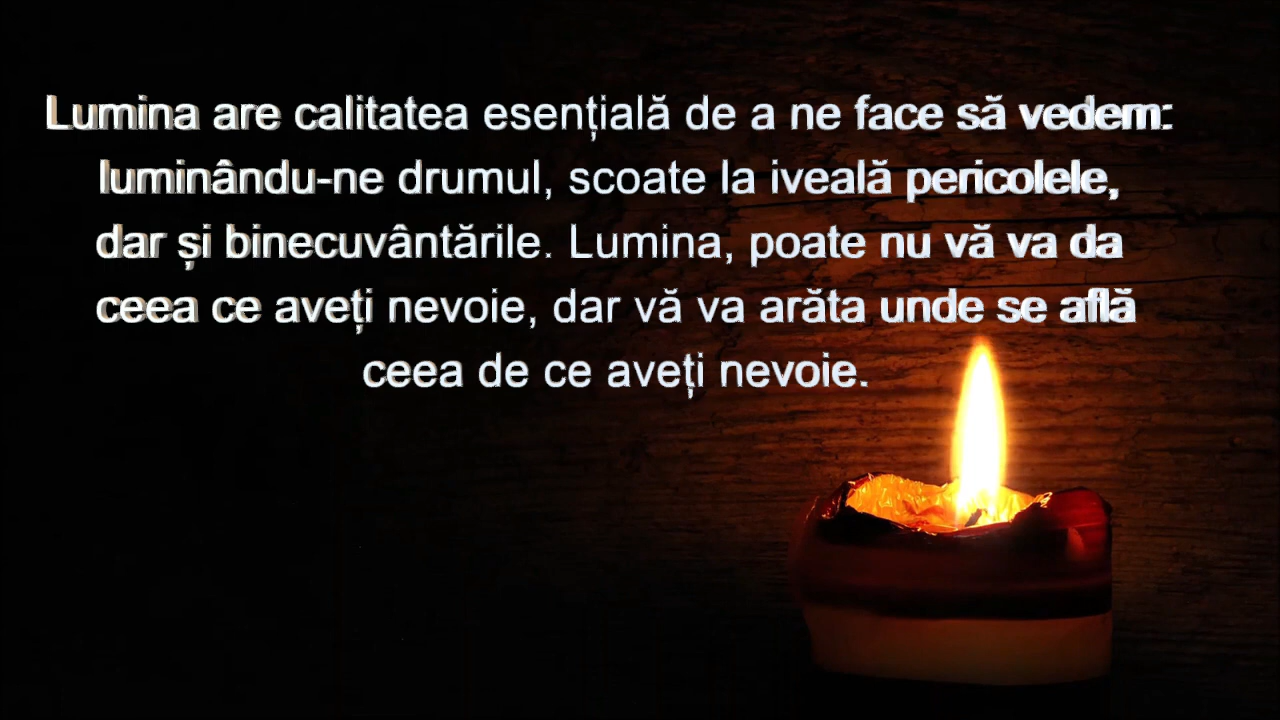 Lumina are calitatea esențială de a ne face să vedem:
luminându-ne drumul, scoate la iveală pericolele,
dar și binecuvântările. Lumina, poate nu vă va da
ceea ce aveți nevoie, dar vă va arăta unde se află
ceea de ce aveți nevoie.